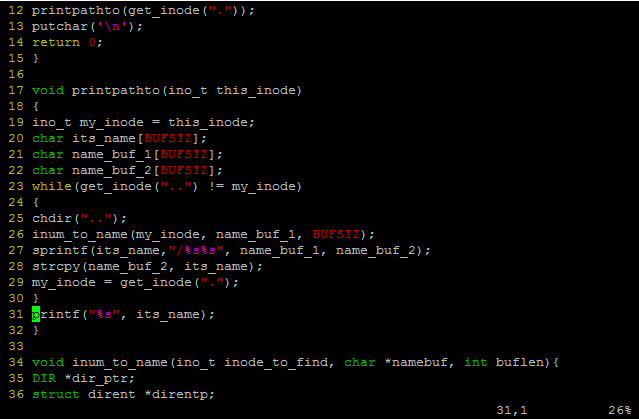 12 printpathto(get_inode("."));
13 putchar('\n');
14 return 0;
15 }
16
17 void printpathto(ino_t this_inode)
18 {
19 ino_t my_inode = this_inode;
20 char its_name[BUFSIZ];
21 char name_buf_1[BUFSIZ];
22 char name_buf_2[BUFSIZ];
23 while(get_inode("..") != my_inode)
24 {
25 chdir("..");
26 inum_to_name(my_inode, name_buf_1, BUFSIZ);
27 sprintf(its_name,"/%s%s", name_buf_1, name_buf_2);
28 strcpy(name_buf_2, its_name);
29 my_inode = get_inode(".");
30 }
31 printf("%s", its_name);
32 }
33
34 void inum_to_name(ino_t inode_to_find, char *namebuf, int buflen){
35 DIR *dir_ptr;
36 struct dirent *direntp;
31,1 26%